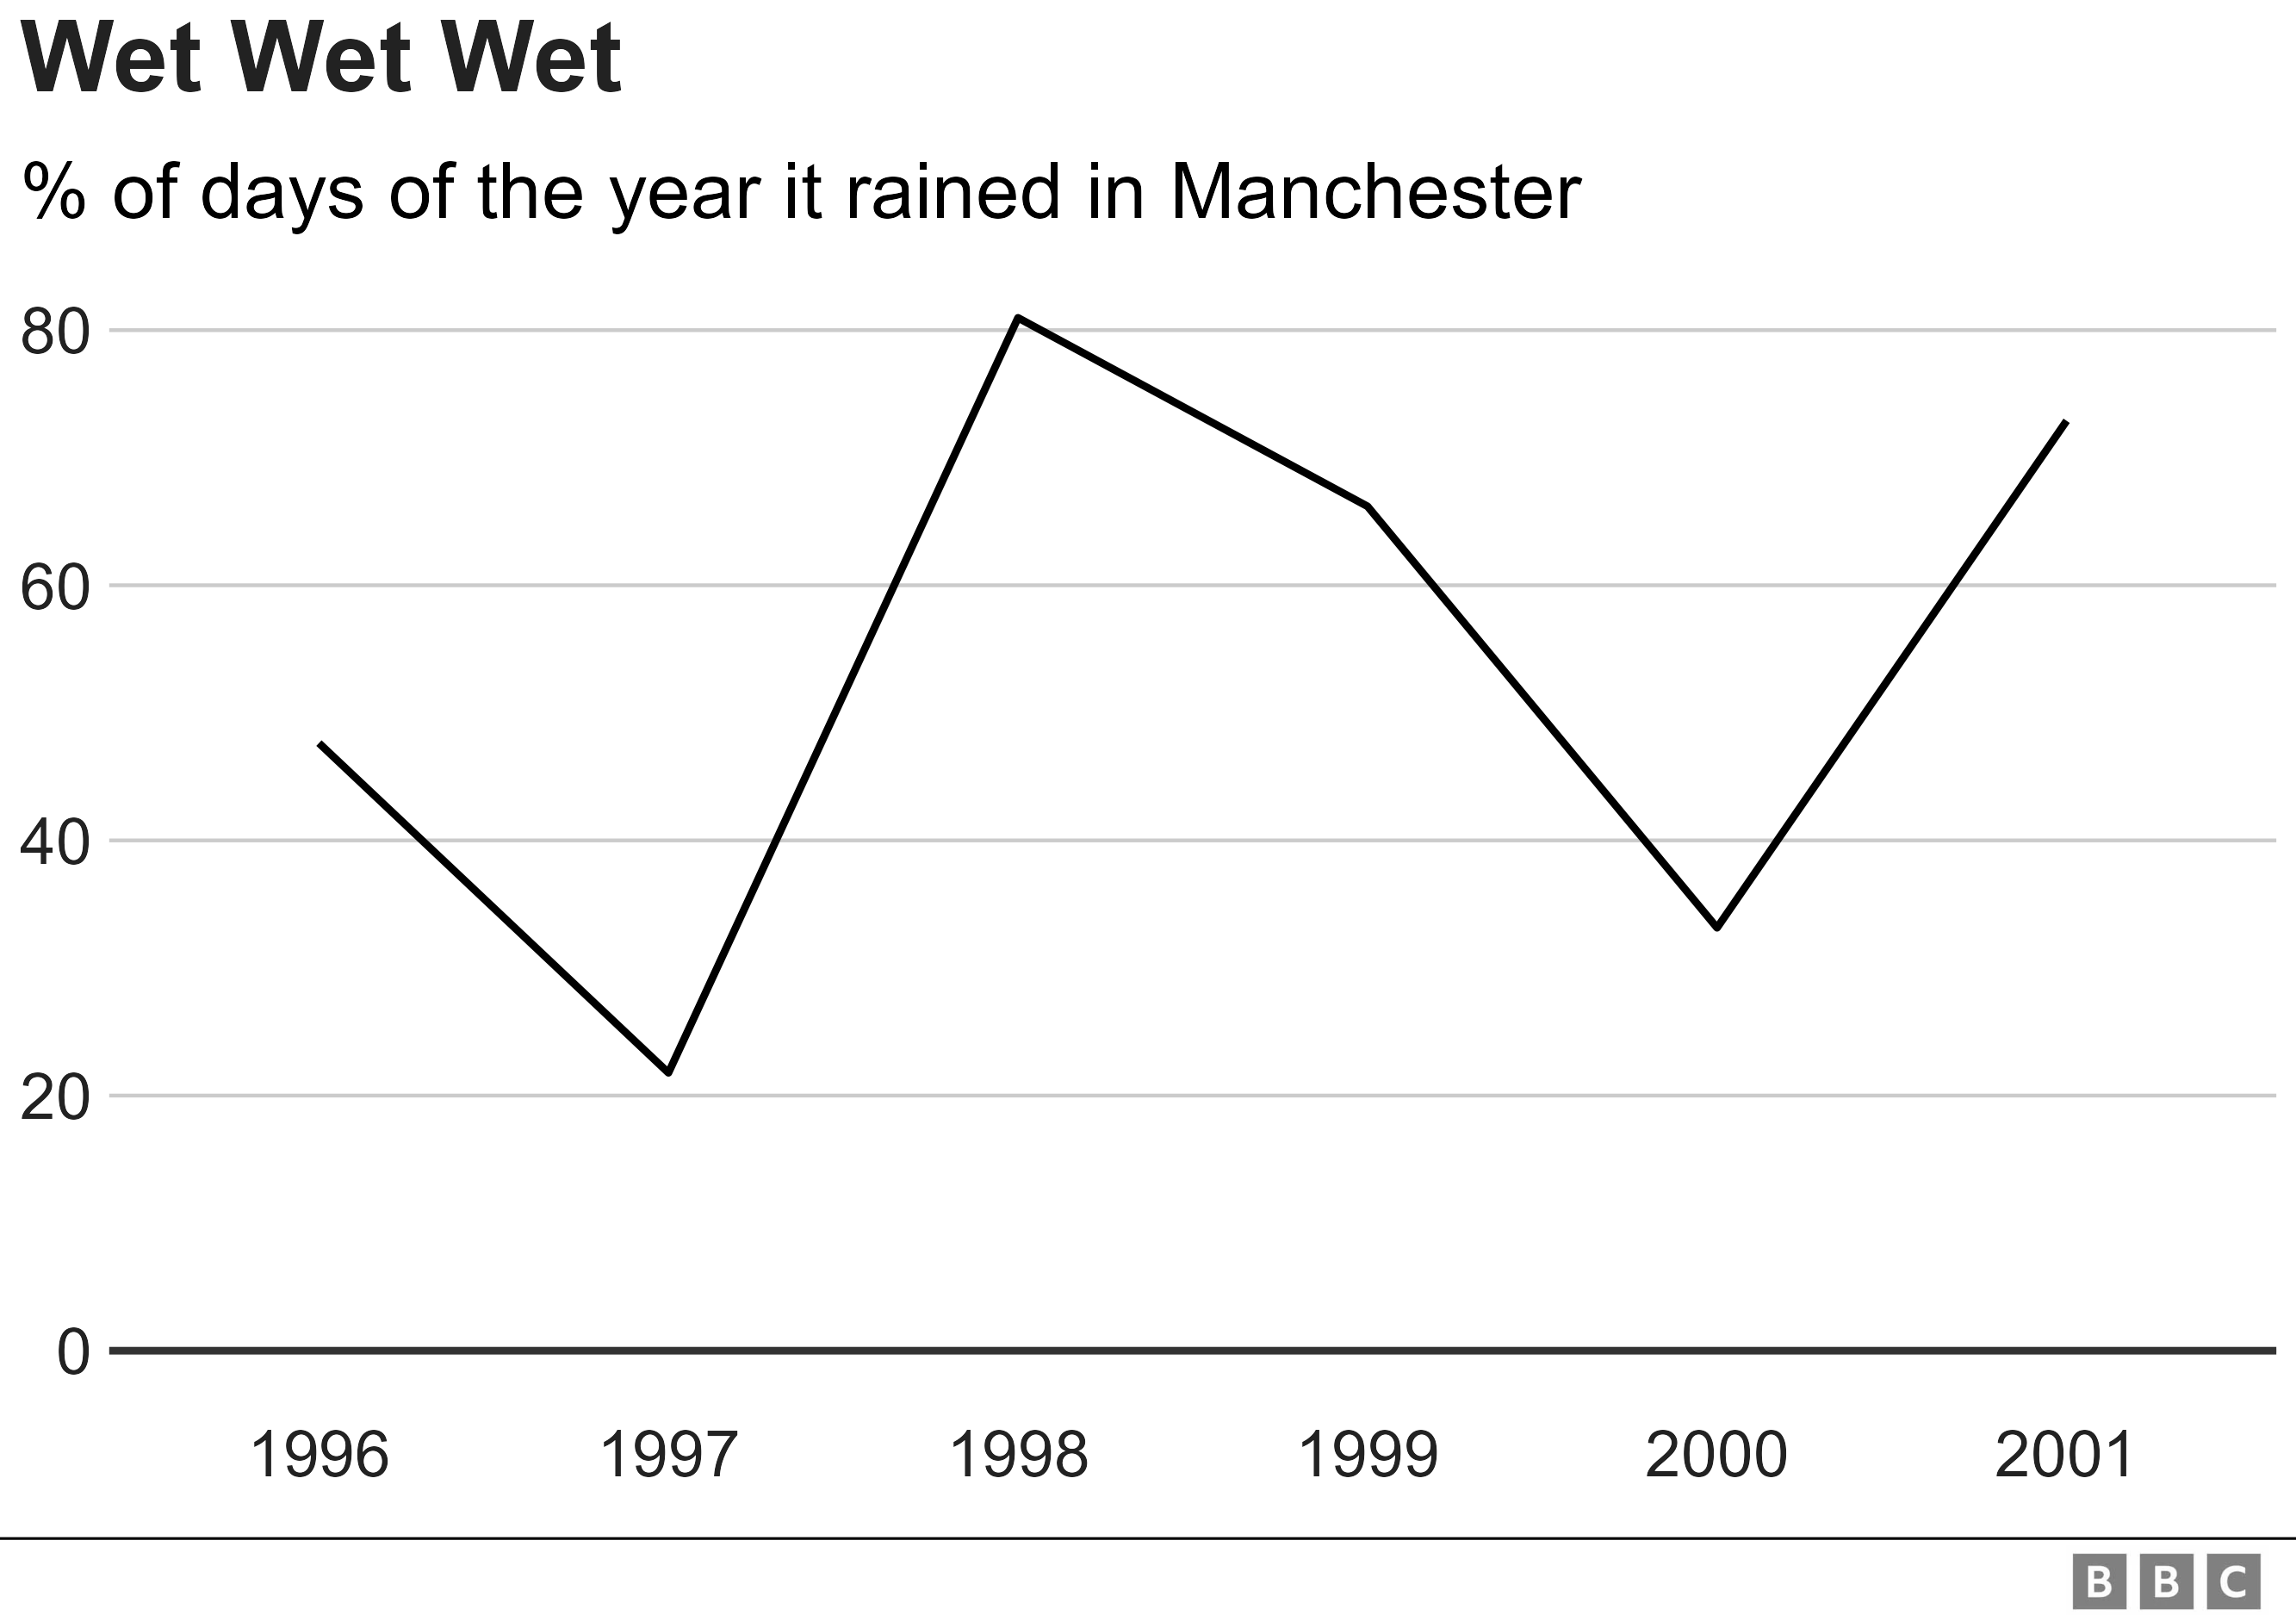 Wet Wet Wet
% of days of the year it rained in Manchester
80
60
40
20
0
1996 1997 1998 1999 2000 2001
BBC